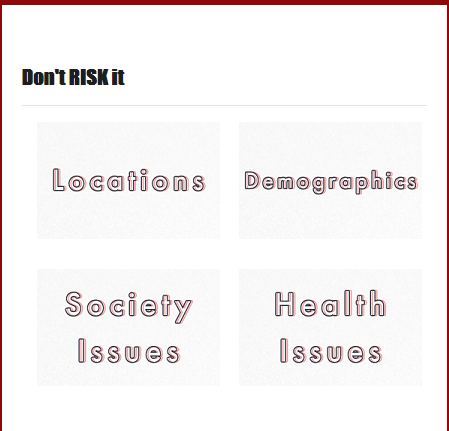 Don't RISK it
Locations
Demographics
Society
Issues
Health
Issues